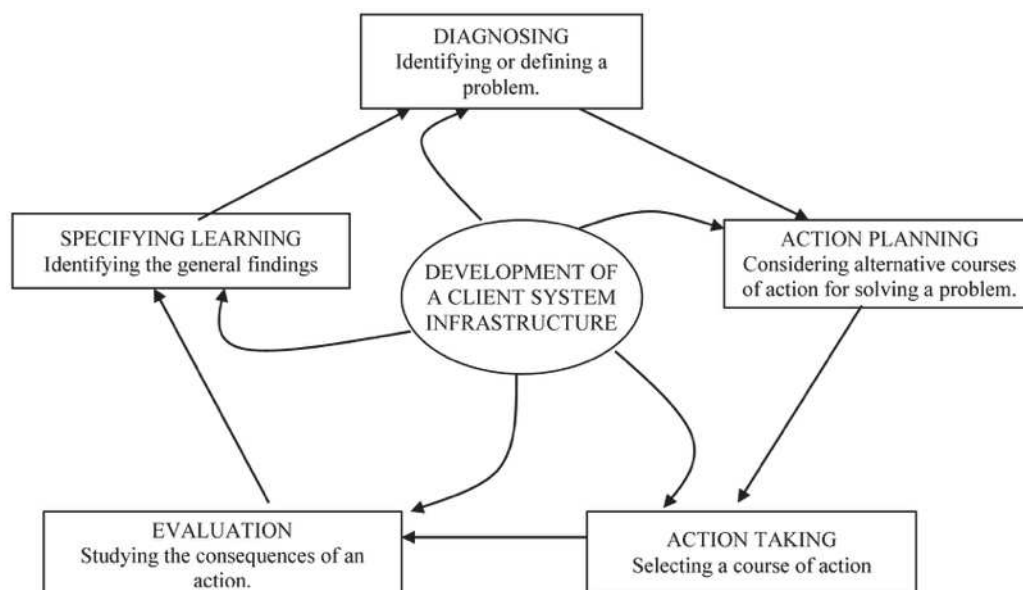 DIAGNOSING
Identifying or defining a
problem.
SPECIFYING LEARNING
Identifying the general findings
DEVELOPMENT OF
A CLIENT SYSTEM
INFRASTRUCTURE
ACTION PLANNING
Considering alternative courses
of action for solving a problem.
EVALUATION
Studying the consequences of an
action.
ACTION TAKING
Selecting a course of action